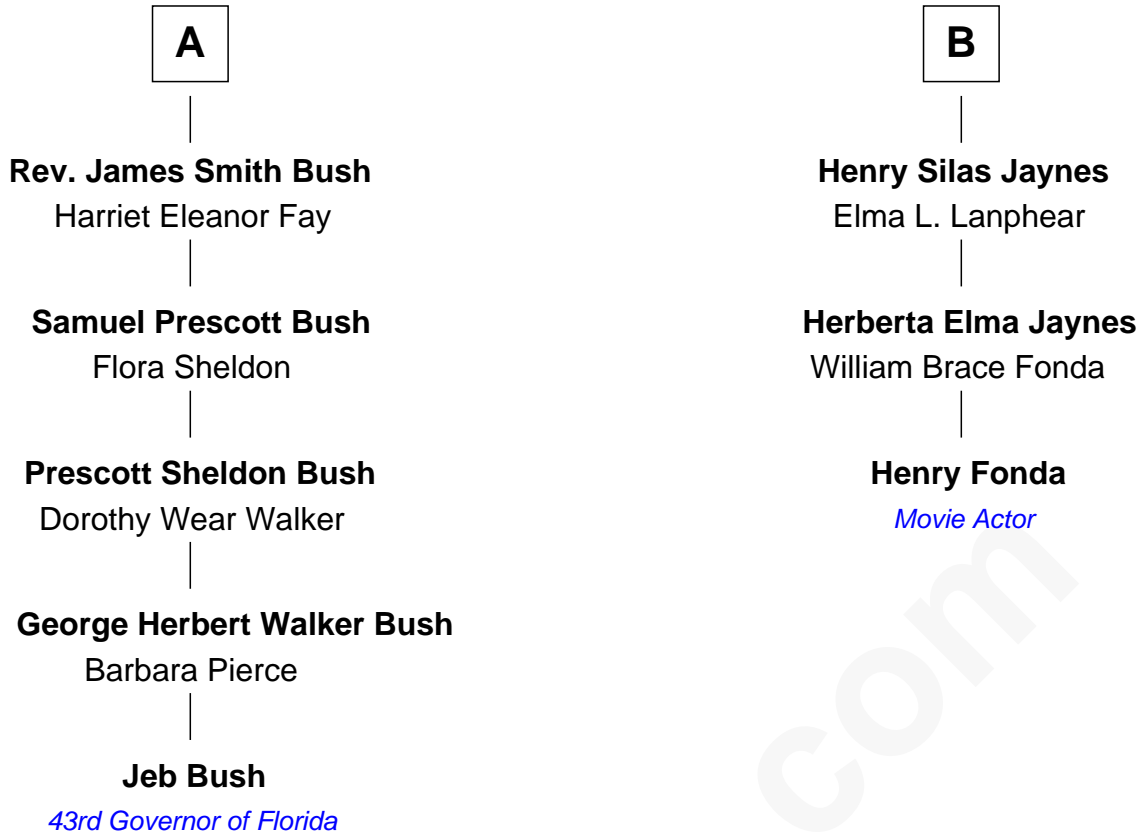 A
Rev. James Smith Bush
Harriet Eleanor Fay
Samuel Prescott Bush
Flora Sheldon
Prescott Sheldon Bush
Dorothy Wear Walker
George Herbert Walker Bush
Barbara Pierce
Jeb Bush
43rd Governor of Florida
B
Henry Silas Jaynes
Elma L. Lanphear
Herberta Elma Jaynes
William Brace Fonda
Henry Fonda
Movie Actor
com